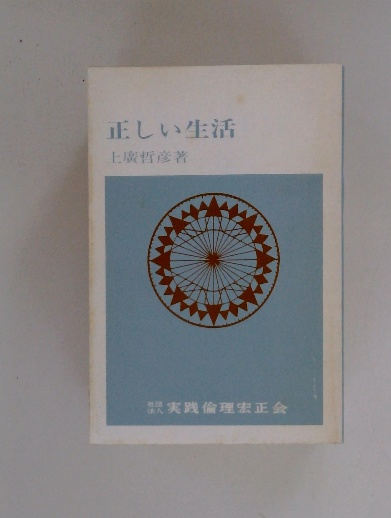 正しい生活
上廣哲彦著
社団法人 実践倫理宏正会